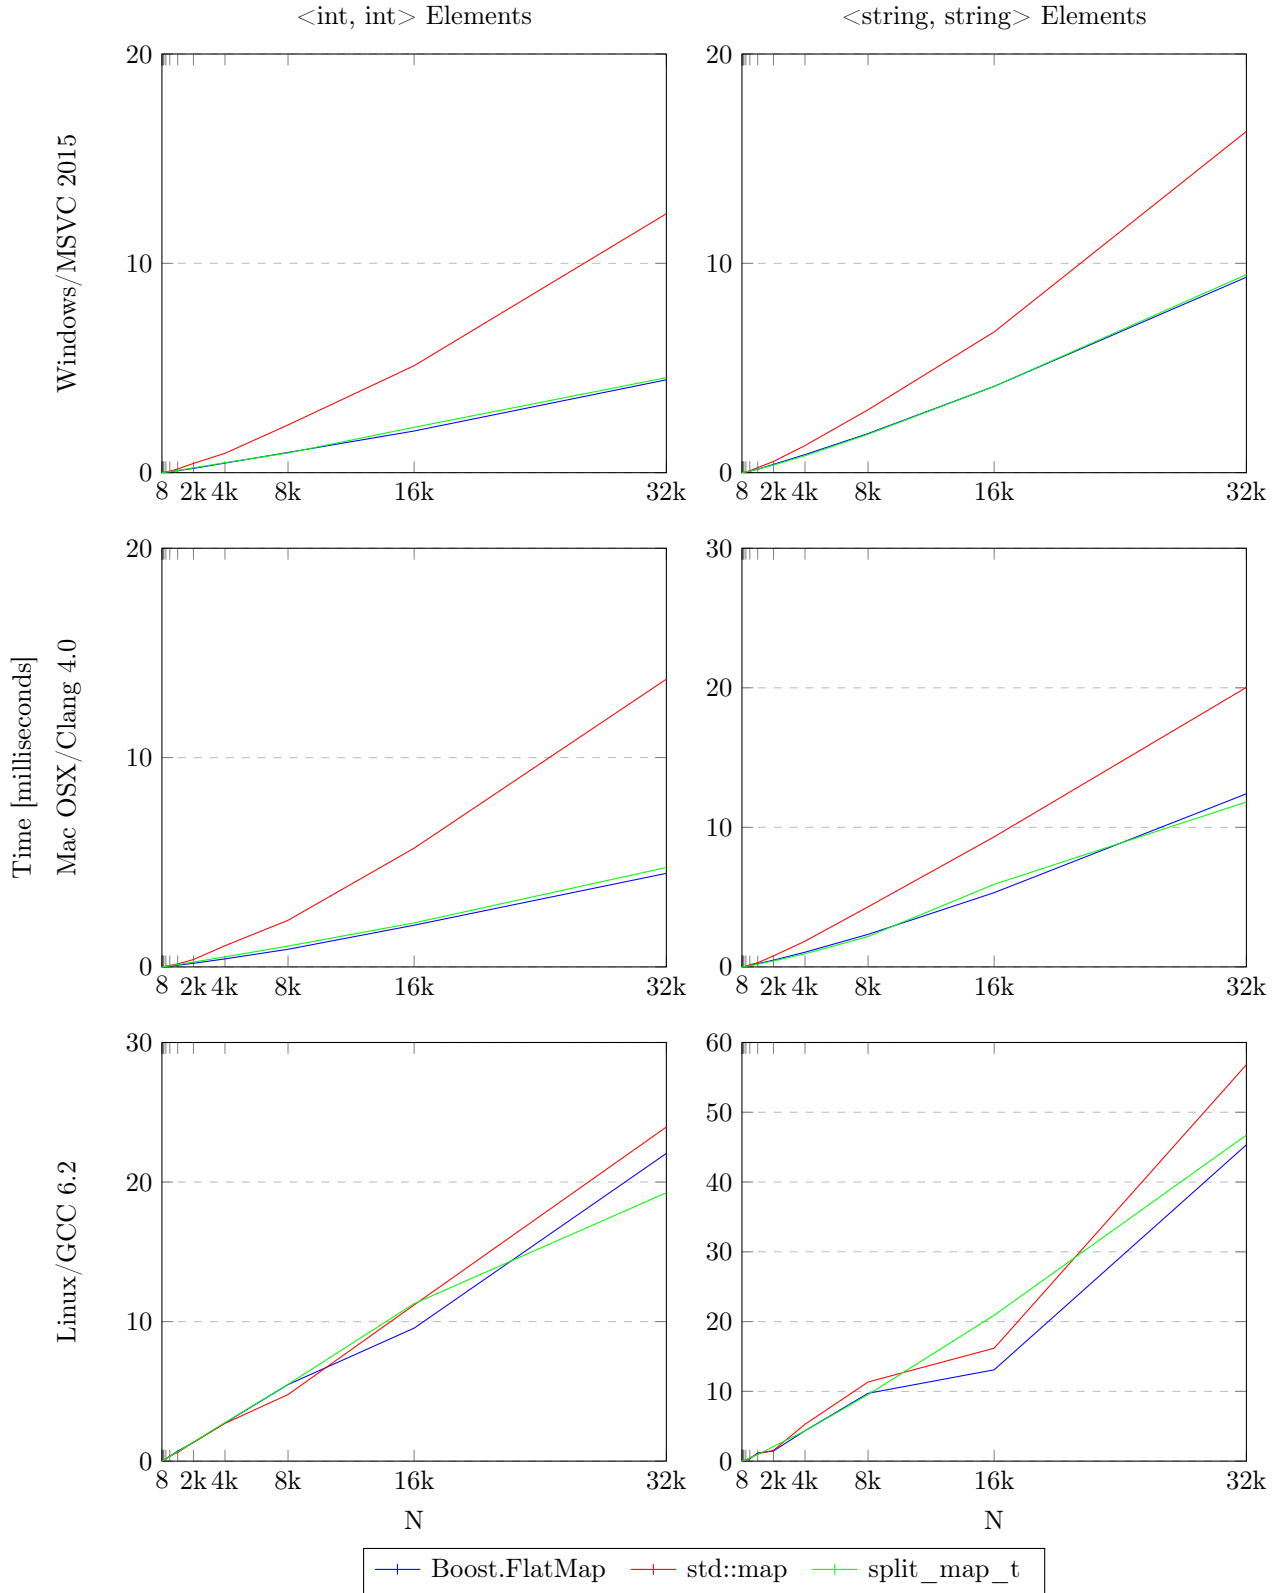 <int, int> Elements
<string, string> Elements
Windows/MSVC 2015
20
10
0
8 2k 4k 8k 16k 32k
20
10
0
8 2k 4k 8k 16k 32k
Time [milliseconds]
Mac OSX/Clang 4.0
20
10
0
8 2k 4k 8k 16k 32k
30
20
10
0
8 2k 4k 8k 16k 32k
Linux/GCC 6.2
30
20
10
0
8 2k 4k 8k 16k 32k
N
60
50
40
30
20
10
0
8 2k 4k 8k 16k 32k
N
Boost.FlatMap std::map split_map_t